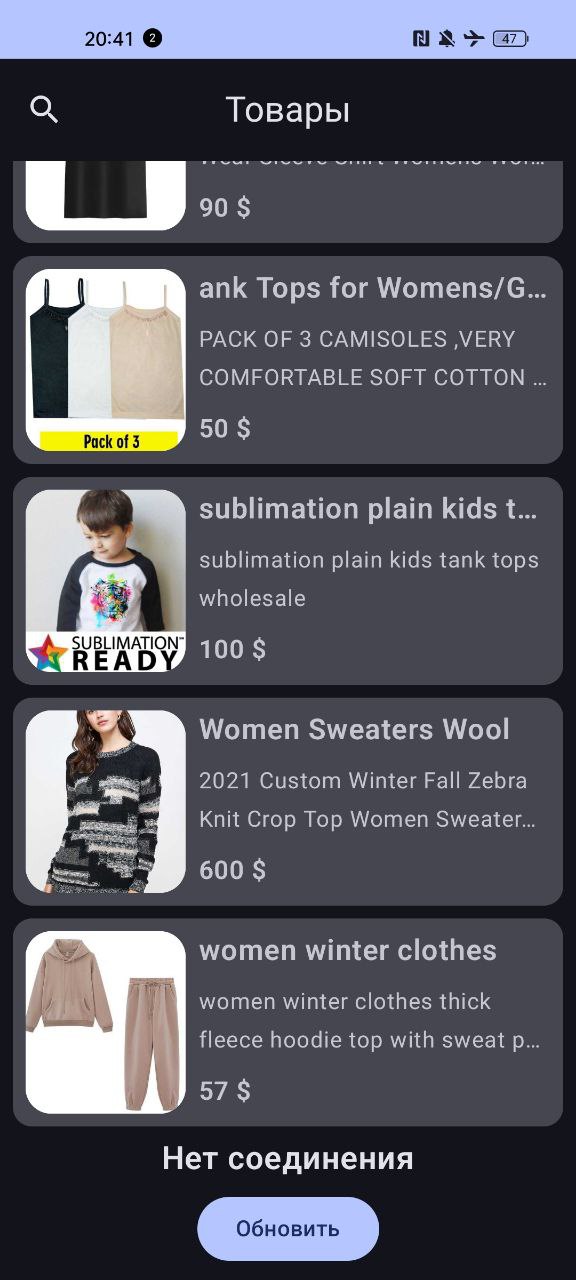 20:41 2
47
Товары
Wear Sleeve Shirt Womens Wor...
90 $
ank Tops for Womens/G...
PACK OF 3 CAMISOLES ,VERY
COMFORTABLE SOFT COTTON ...
50 $
Pack of 3
sublimation plain kids t...
sublimation plain kids tank tops
wholesale
100 $
SUBLIMATION™
READY
Women Sweaters Wool
2021 Custom Winter Fall Zebra
Knit Crop Top Women Sweater...
600 $
women winter clothes
women winter clothes thick
fleece hoodie top with sweat p...
57 $
Нет соединения
Обновить